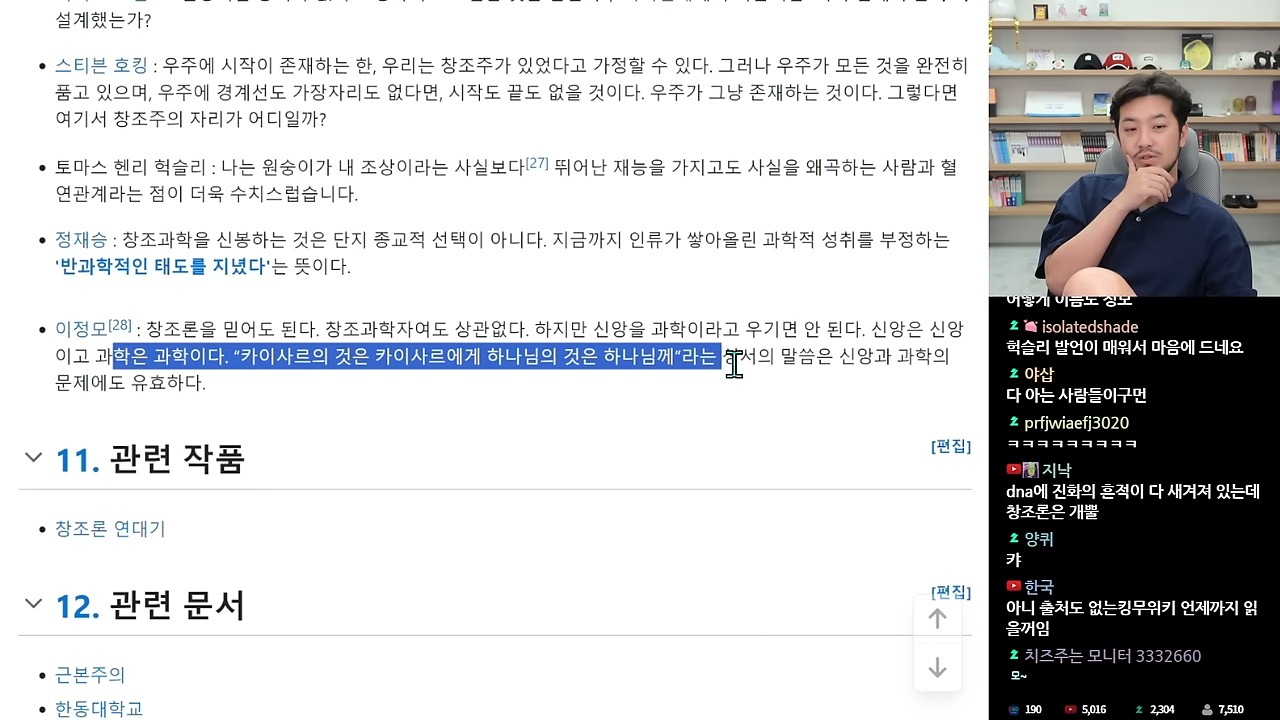 설계했는가?
스티븐 호킹 : 우주에 시작이 존재하는 한, 우리는 창조주가 있었다고 가정할 수 있다. 그러나 우주가 모든 것을 완전히
품고 있으며, 우주에 경계선도 가장자리도 없다면, 시작도 끝도 없을 것이다. 우주가 그냥 존재하는 것이다. 그렇다면
여기서 창조주의 자리가 어디일까?
토마스 헨리 헉슬리 : 나는 원숭이가 내 조상이라는 사실보다[27] 뛰어난 재능을 가지고도 사실을 왜곡하는 사람과 혈
연관계라는 점이 더욱 수치스럽습니다.
정재승 : 창조과학을 신봉하는 것은 단지 종교적 선택이 아니다. 지금까지 인류가 쌓아올린 과학적 성취를 부정하는
'반과학적인 태도를 지녔다'는 뜻이다.
이정모[28] : 창조론을 믿어도 된다. 창조과학자여도 상관없다. 하지만 신앙을 과학이라고 우기면 안 된다. 신앙은 신앙
이고 과학은 과학이다. “카이사르의 것은 카이사르에게 하나님의 것은 하나님께”라는 성서의 말씀은 신앙과 과학의
문제에도 유효하다.
11. 관련 작품
[편집]
창조론 연대기
12. 관련 문서
[편집]
근본주의
한동대학교
isolatedshade
헉슬리 발언이 매워서 마음에 드네요
야삽
다 아는 사람들이구먼
prfjwiaefj3020
ㅋㅋㅋㅋㅋㅋㅋㅋㅋ
지낙
dna에 진화의 흔적이 다 새겨져 있는데
창조론은 개뿔
양퀴
캬
한국
아니 출처도 없는킹무위키 언제까지 읽
을꺼임
치즈주는 모니터 3332660
모~
190 5,016 2,304 7,510